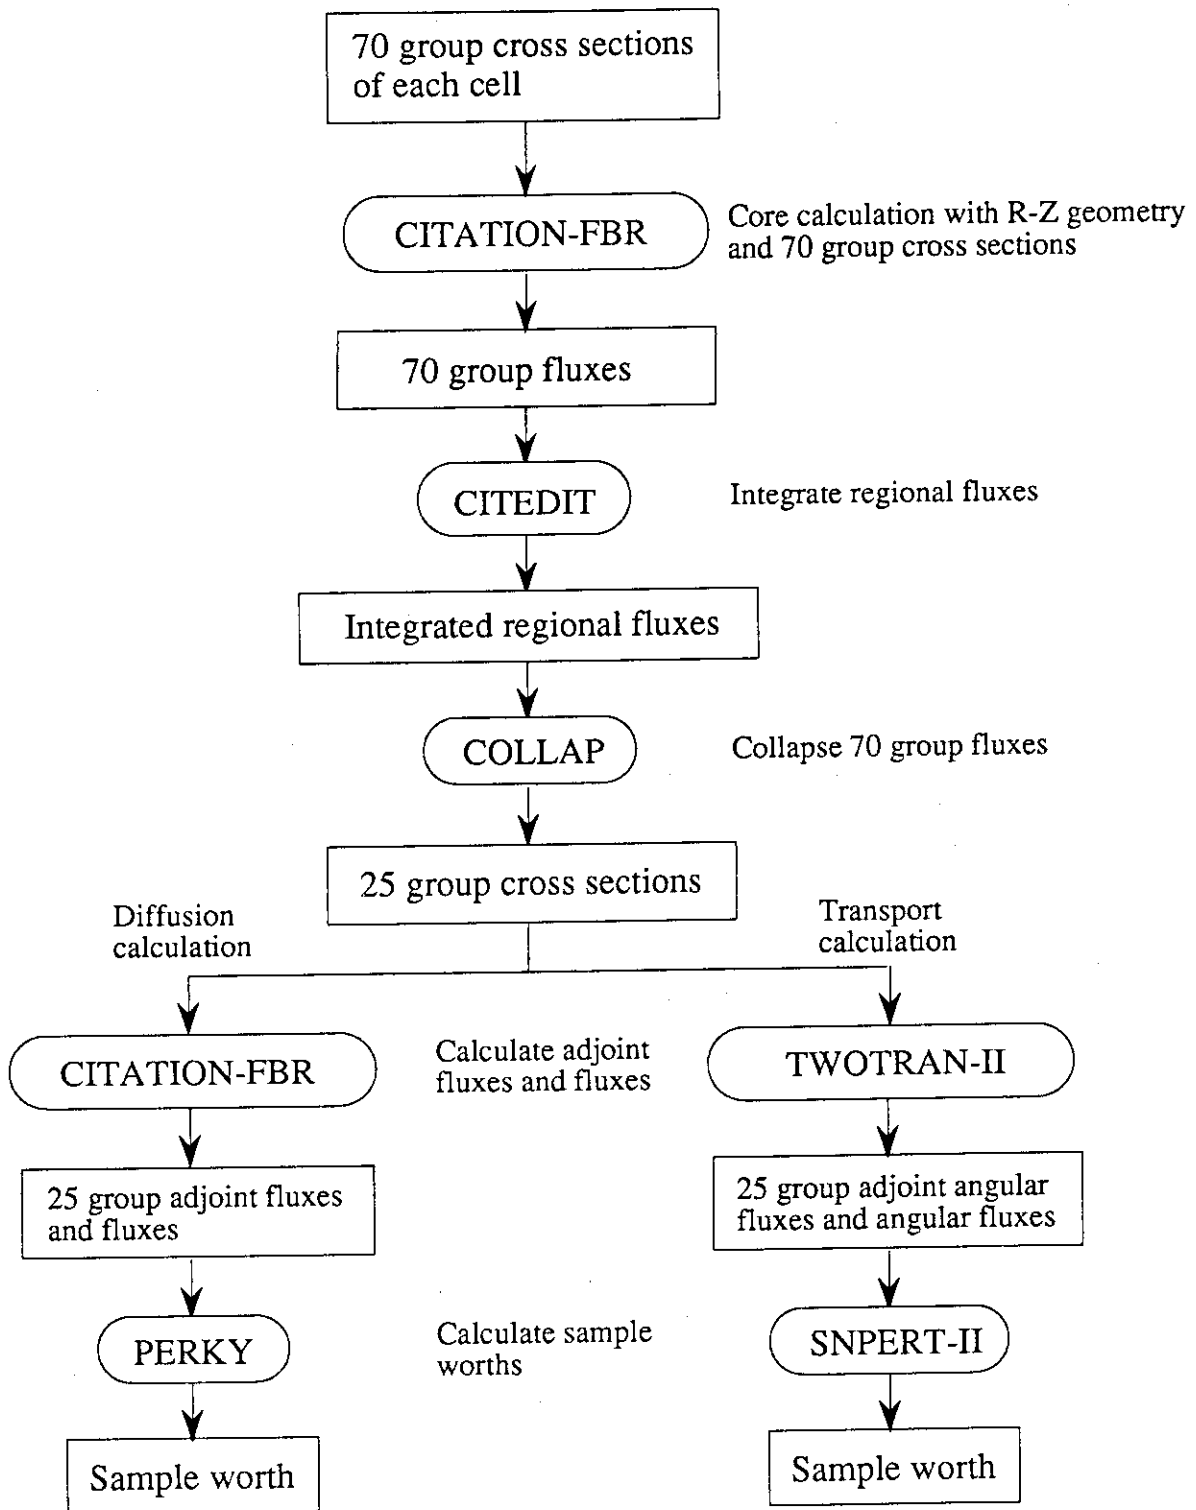 70 group cross sections
of each cell
CITATION-FBR
Core calculation with R-Z geometry
and 70 group cross sections
70 group fluxes
CITEDIT
Integrate regional fluxes
Integrated regional fluxes
COLLAP
Collapse 70 group fluxes
25 group cross sections
Diffusion
calculation
Transport
calculation
CITATION-FBR
Calculate adjoint
fluxes and fluxes
TWOTRAN-II
25 group adjoint fluxes
and fluxes
25 group adjoint angular
fluxes and angular fluxes
PERKY
Calculate sample
worths
SNPERT-II
Sample worth
Sample worth